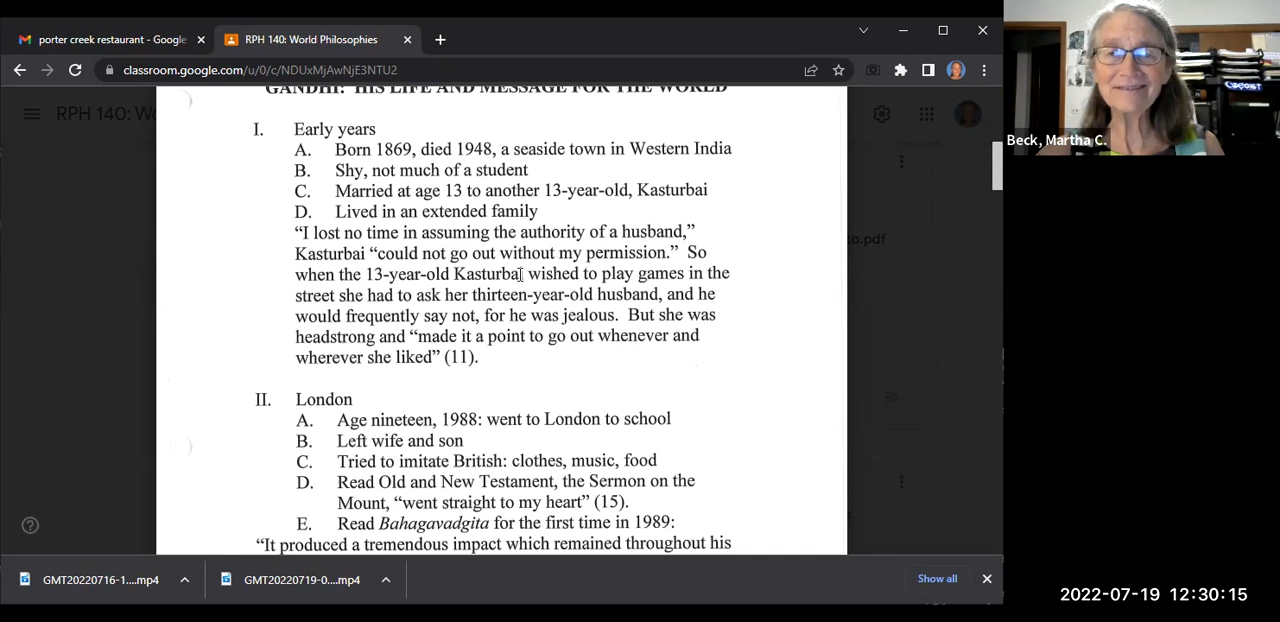 porter creek restaurant - Google
RPH 140: World Philosophies
classroom.google.com/u/0/c/NDUxMjAwNjE3NTU2
GANDHI: HIS LIFE AND MESSAGE FOR THE WORLD
RPH 140: Wo
I. Early years
A. Born 1869, died 1948, a seaside town in Western India
B. Shy, not much of a student
C. Married at age 13 to another 13-year-old, Kasturbai
D. Lived in an extended family
“I lost no time in assuming the authority of a husband,”
Kasturbai “could not go out without my permission.” So
when the 13-year-old Kasturbai wished to play games in the
street she had to ask her thirteen-year-old husband, and he
would frequently say not, for he was jealous. But she was
headstrong and “made it a point to go out whenever and
wherever she liked” (11).
II. London
A. Age nineteen, 1988: went to London to school
B. Left wife and son
C. Tried to imitate British: clothes, music, food
D. Read Old and New Testament, the Sermon on the
Mount, “went straight to my heart” (15).
E. Read Bahagavadgita for the first time in 1989:
“It produced a tremendous impact which remained throughout his
to.pdf
GMT20220716-1....mp4
GMT20220719-0....mp4
Show all
Beck, Martha C.
2022-07-19 12:30:15